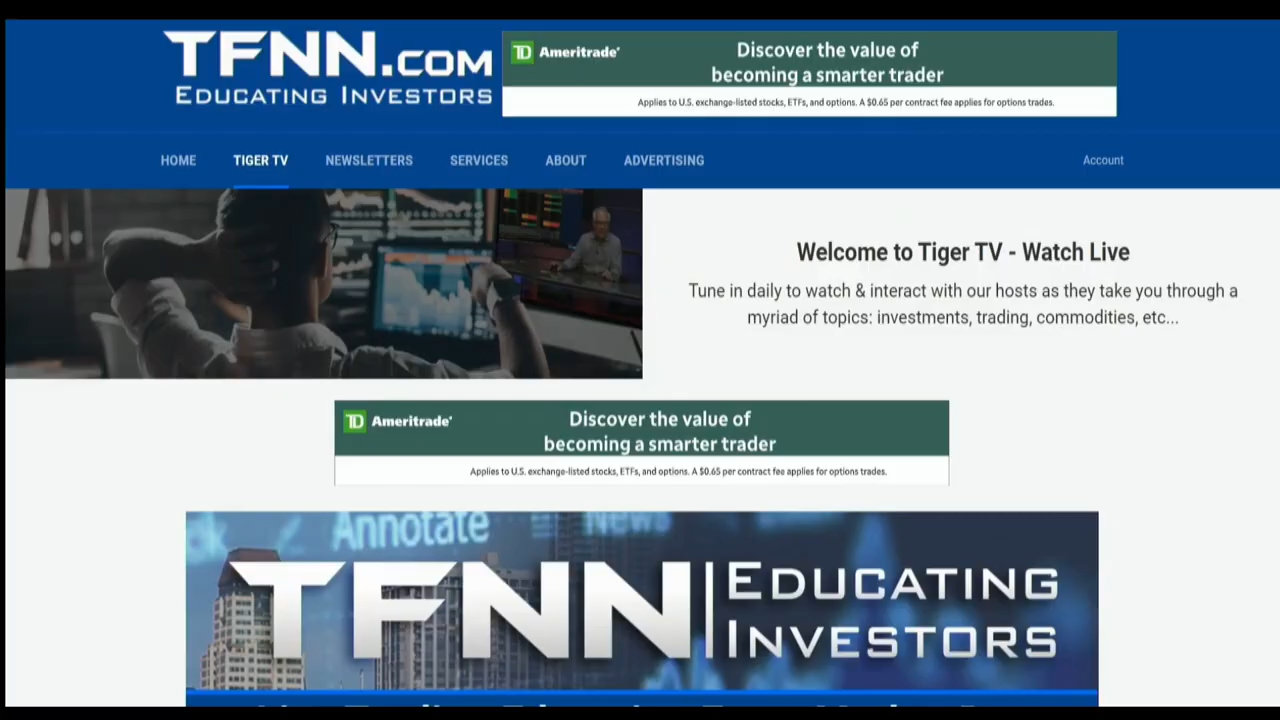 TFNN.COM
EDUCATING INVESTORS
TD Ameritrade
Discover the value of
becoming a smarter trader
Applies to U.S. exchange-listed stocks, ETFs, and options. A $0.65 per contract fee applies for options trades.
HOME TIGER TV NEWSLETTERS SERVICES ABOUT ADVERTISING Account
Welcome to Tiger TV - Watch Live
Tune in daily to watch & interact with our hosts as they take you through a
myriad of topics: investments, trading, commodities, etc...
TD Ameritrade
Discover the value of
becoming a smarter trader
Applies to U.S. exchange-listed stocks, ETFs, and options. A $0.65 per contract fee applies for options trades.
Annotate News
TFNN EDUCATING
INVESTORS